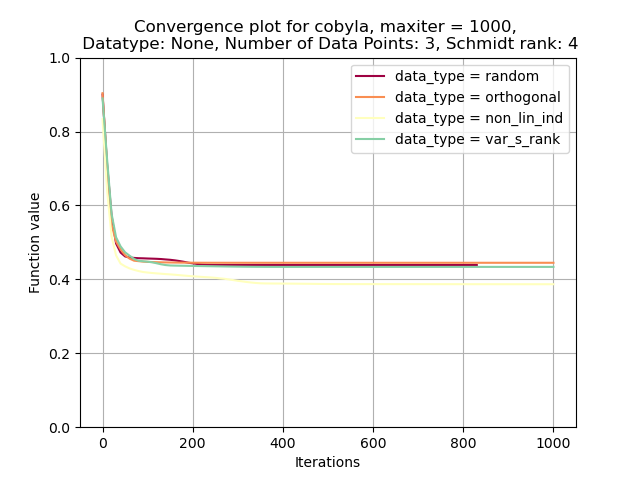 Convergence plot for cobyla, maxiter = 1000,
Datatype: None, Number of Data Points: 3, Schmidt rank: 4
1.0
0.8
0.6
0.4
0.2
0.0
Function value
data_type = random
data_type = orthogonal
data_type = non_lin_ind
data_type = var_s_rank
0 200 400 600 800 1000
Iterations